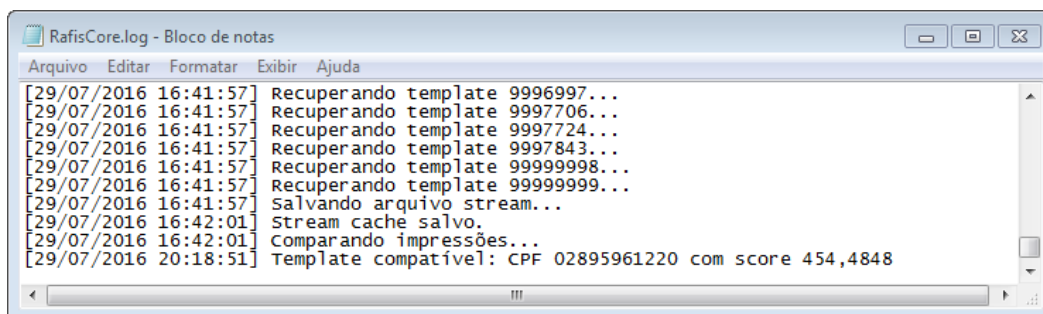 RafisCore.log - Bloco de notas
Arquivo Editar Formatar Exibir Ajuda
[29/07/2016 16:41:57] Recuperando template 9996997...
[29/07/2016 16:41:57] Recuperando template 9997706...
[29/07/2016 16:41:57] Recuperando template 9997724...
[29/07/2016 16:41:57] Recuperando template 9997843...
[29/07/2016 16:41:57] Recuperando template 99999998...
[29/07/2016 16:41:57] Recuperando template 99999999...
[29/07/2016 16:41:57] Salvando arquivo stream...
[29/07/2016 16:42:01] Stream cache salvo.
[29/07/2016 16:42:01] Comparando impressões...
[29/07/2016 20:18:51] Template compatível: CPF 02895961220 com score 454,4848